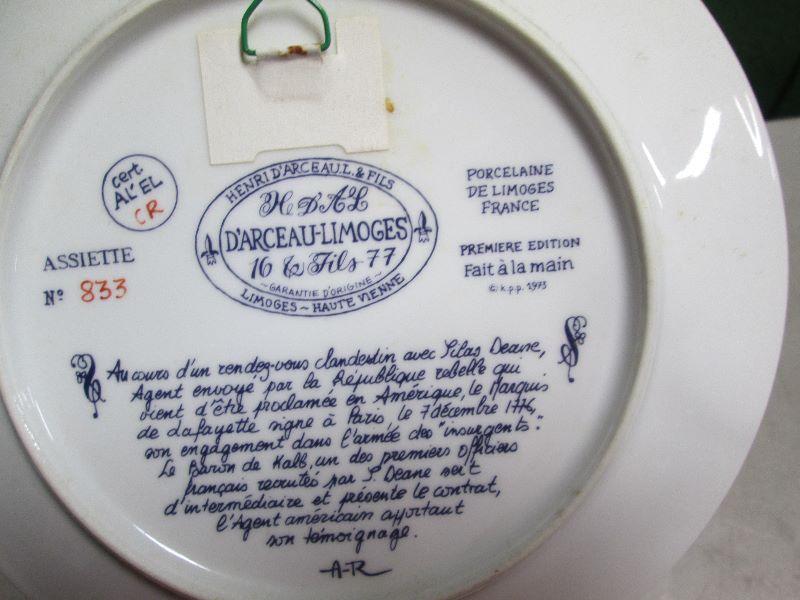 cert
AL'EL
CR
ASSIETTE
Nº 833
HENRI D'ARCEAU.L. & FILS
H. D'A L
D'ARCEAU-LIMOGES
16 & Fils 77
~GARANTIE D'ORIGINE~
LIMOGES~HAUTE VIENNE
PORCELAINE
DE LIMOGES
FRANCE
PREMIERE EDITION
Fait à la main
© k.p.p. 1973
Au cours d'un rendez-vous clandestin avec Silas Deane,
Agent envoyé par la République rebelle qui
vient d'être proclamée en Amérique, le Marquis
de Lafayette signe à Paris, le 7 décembre 1776,
son engagement dans l'armée des "insurgents".
Le Baron de Kalb, un des premiers Officiers
français recrutés par S. Deane sert
d'intermédiaire et présente le contrat,
l'Agent américain apportant
son témoignage.
A-R